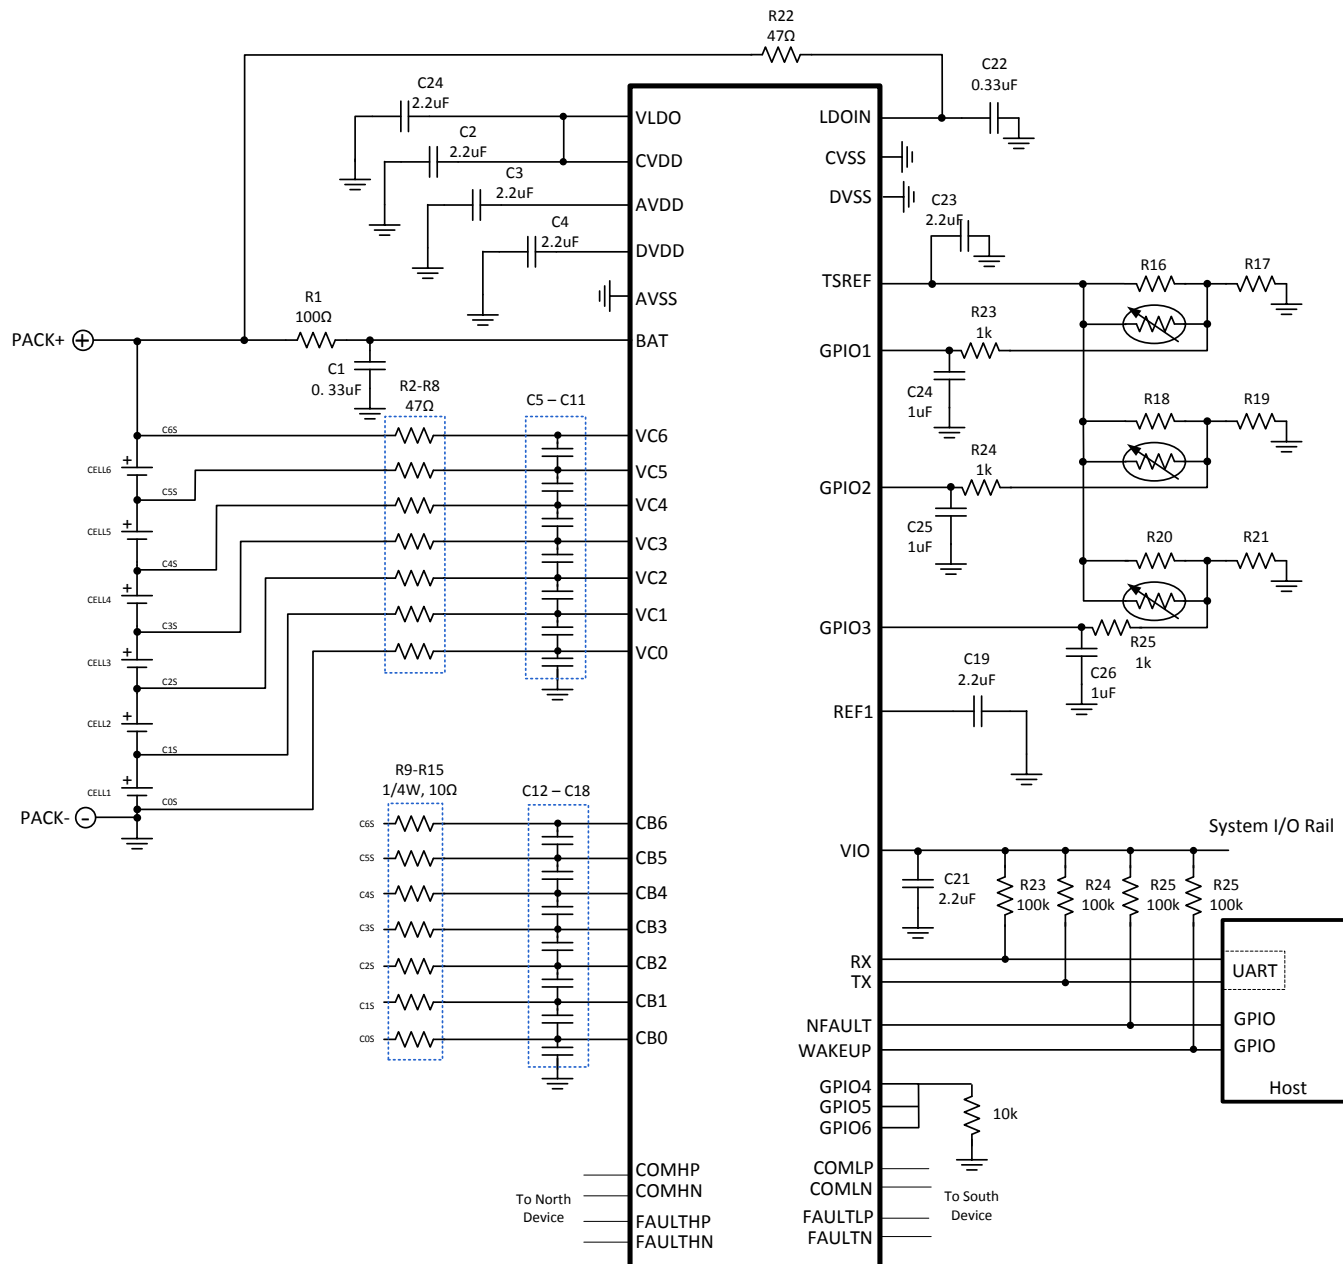 R22
47Ω
C24
2.2uF
C22
0.33uF
VLDO
LDOIN
C2
2.2uF
CVDD
CVSS
C3
2.2uF
AVDD
DVSS
C4
2.2uF
DVDD
C23
2.2uF
AVSS
TSREF
R16
R17
R1
100Ω
PACK+
BAT
C1
0. 33uF
R23
1k
GPIO1
C24
1uF
R2-R8
47Ω
C5 – C11
R18
R19
C6S
VC6
CELL6
C5S
VC5
R24
1k
GPIO2
C25
1uF
VC4
CELL5
C4S
VC3
R20
R21
VC2
CELL4
C3S
VC1
GPIO3
R25
1k
C26
1uF
VC0
CELL3
C2S
C19
2.2uF
REF1
CELL2
C1S
CELL1
C0S
PACK-
R9-R15
1/4W, 10Ω
C12 – C18
C6S
CB6
C5S
CB5
C4S
CB4
C3S
CB3
C2S
CB2
C1S
CB1
C0S
CB0
System I/O Rail
VIO
C21
2.2uF
R23
100k
R24
100k
R25
100k
R25
100k
RX
TX
UART
NFAULT
GPIO
WAKEUP
GPIO
Host
GPIO4
GPIO5
GPIO6
10k
COMHP
COMHN
To North
Device
FAULTHP
FAULTHN
COMLP
COMLN
To South
Device
FAULTLP
FAULTN